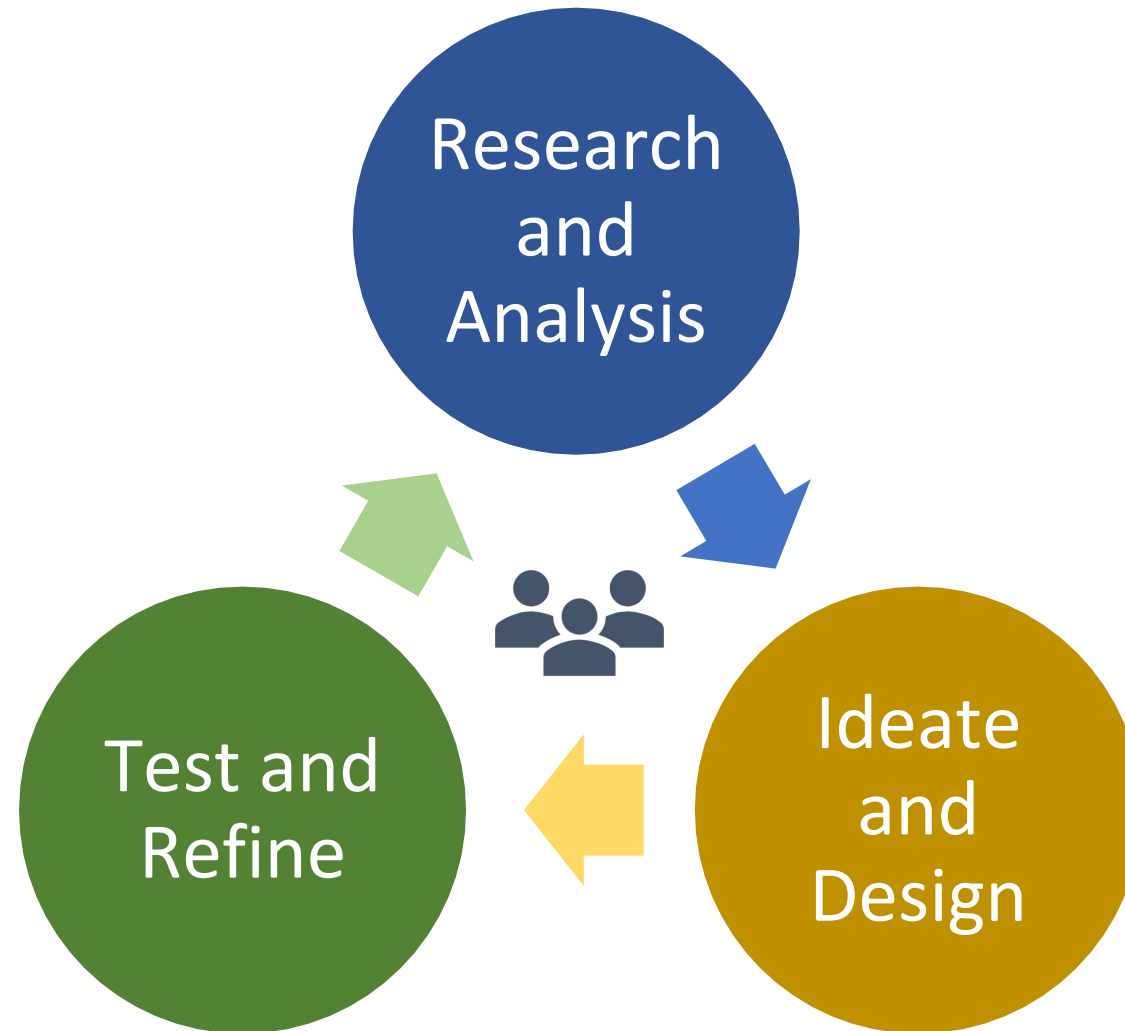 Research
and
Analysis
Ideate
and
Design
Test and
Refine